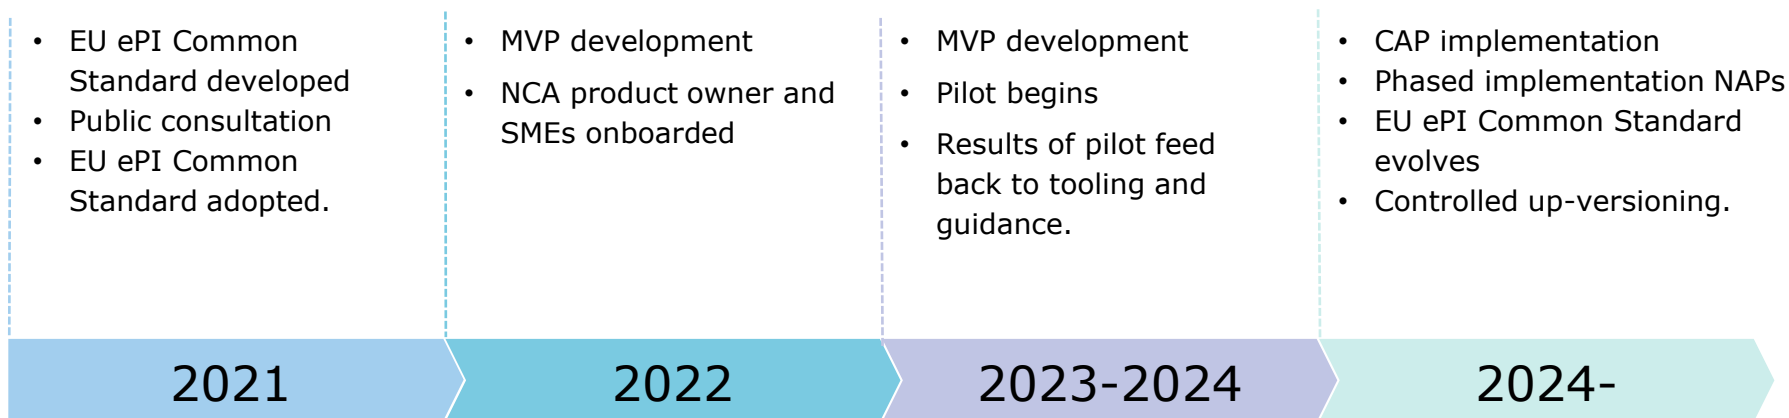 • EU ePI Common
Standard developed
• Public consultation
• EU ePI Common
Standard adopted.
• MVP development
• NCA product owner and
SMEs onboarded
• MVP development
• Pilot begins
• Results of pilot feed
back to tooling and
guidance.
• CAP implementation
• Phased implementation NAPs
• EU ePI Common Standard
evolves
• Controlled up-versioning.
2021
2022
2023-2024
2024-